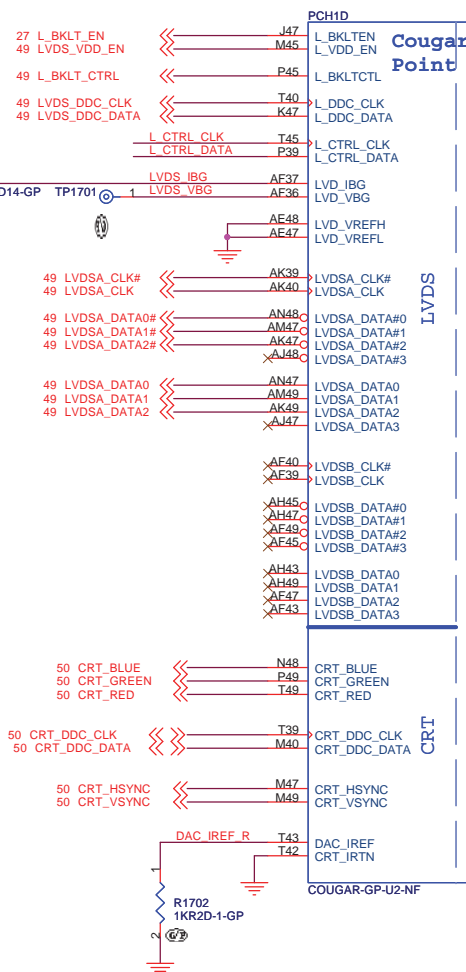 PCH1D
27 L_BKLT_EN J47 L_BKLTEN
49 LVDS_VDD_EN M45 L_VDD_EN
Cougar
Point
49 L_BKLT_CTRL P45 L_BKLTCTL
49 LVDS_DDC_CLK T40 L_DDC_CLK
49 LVDS_DDC_DATA K47 L_DDC_DATA
L_CTRL_CLK T45 L_CTRL_CLK
L_CTRL_DATA P39 L_CTRL_DATA
LVDS_IBG AF37 LVD_IBG
D14-GP TP1701 1 LVDS_VBG AF36 LVD_VBG
AE48 LVD_VREFH
AE47 LVD_VREFL
LVDS
49 LVDSA_CLK# AK39 LVDSA_CLK#
49 LVDSA_CLK AK40 LVDSA_CLK
49 LVDSA_DATA0# AN48 LVDSA_DATA#0
49 LVDSA_DATA1# AM47 LVDSA_DATA#1
49 LVDSA_DATA2# AK47 LVDSA_DATA#2
AJ48 LVDSA_DATA#3
49 LVDSA_DATA0 AN47 LVDSA_DATA0
49 LVDSA_DATA1 AM49 LVDSA_DATA1
49 LVDSA_DATA2 AK49 LVDSA_DATA2
AJ47 LVDSA_DATA3
AF40 LVDSB_CLK#
AF39 LVDSB_CLK
AH45 LVDSB_DATA#0
AH47 LVDSB_DATA#1
AF49 LVDSB_DATA#2
AF45 LVDSB_DATA#3
AH43 LVDSB_DATA0
AH49 LVDSB_DATA1
AF47 LVDSB_DATA2
AF43 LVDSB_DATA3
50 CRT_BLUE N48 CRT_BLUE
50 CRT_GREEN P49 CRT_GREEN
50 CRT_RED T49 CRT_RED
CRT
50 CRT_DDC_CLK T39 CRT_DDC_CLK
50 CRT_DDC_DATA M40 CRT_DDC_DATA
50 CRT_HSYNC M47 CRT_HSYNC
50 CRT_VSYNC M49 CRT_VSYNC
DAC_IREF_R T43 DAC_IREF
T42 CRT_IRTN
COUGAR-GP-U2-NF
1
R1702
1KR2D-1-GP
2